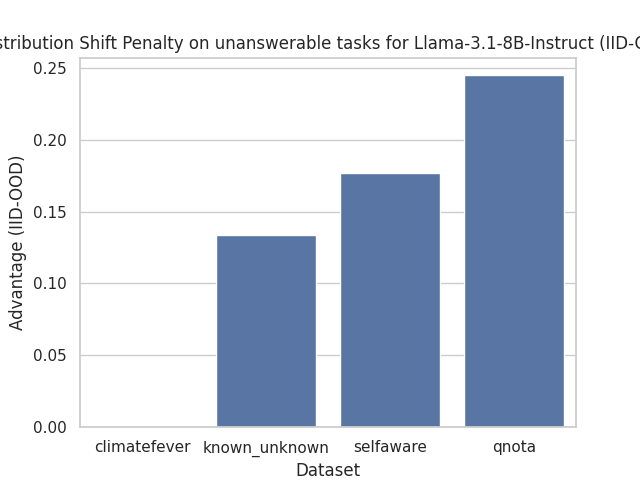 stribution Shift Penalty on unanswerable tasks for Llama-3.1-8B-Instruct (IID-O
0.25
0.20
0.15
0.10
0.05
0.00
Advantage (IID-OOD)
climatefever known_unknown selfaware qnota
Dataset